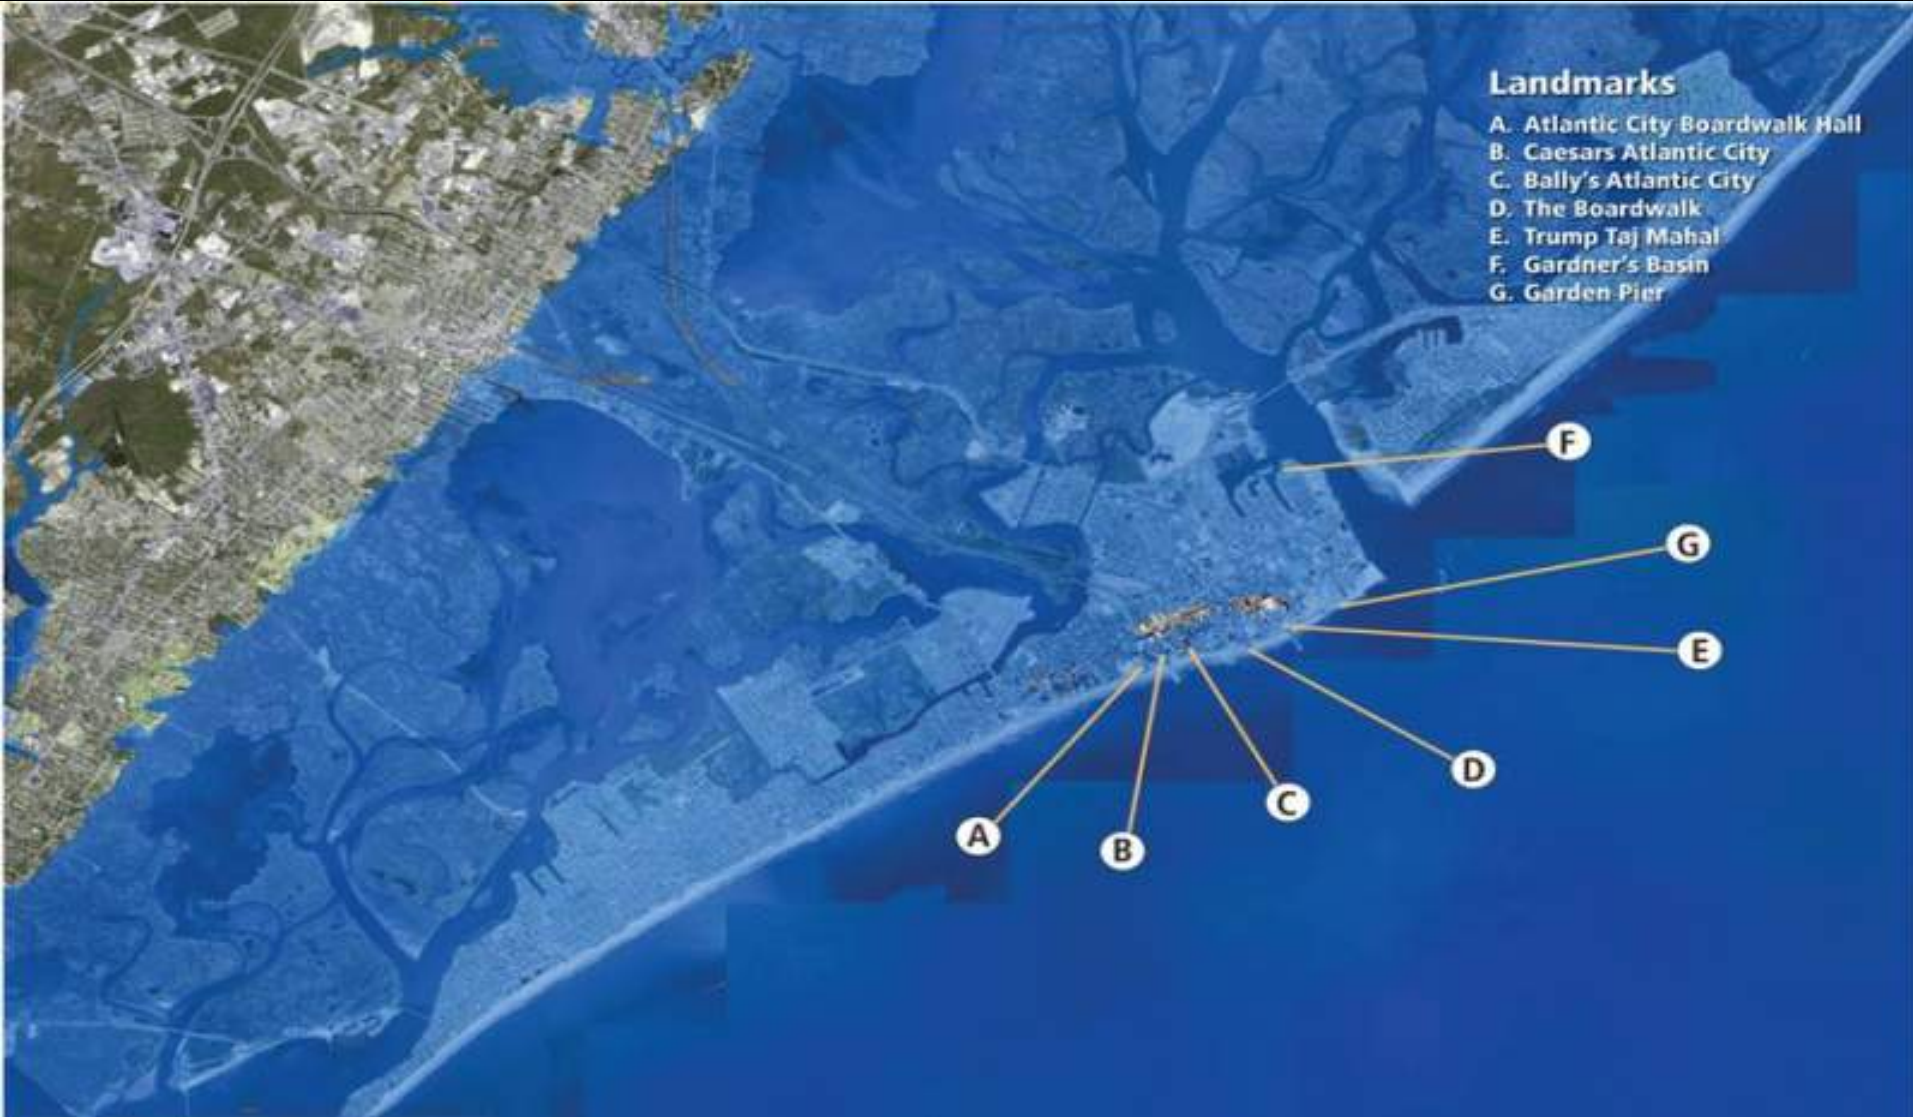 Landmarks
A. Atlantic City Boardwalk Hall
B. Caesars Atlantic City
C. Bally's Atlantic City
D. The Boardwalk
E. Trump Taj Mahal
F. Gardner's Basin
G. Garden Pier
F
G
E
D
C
A
B